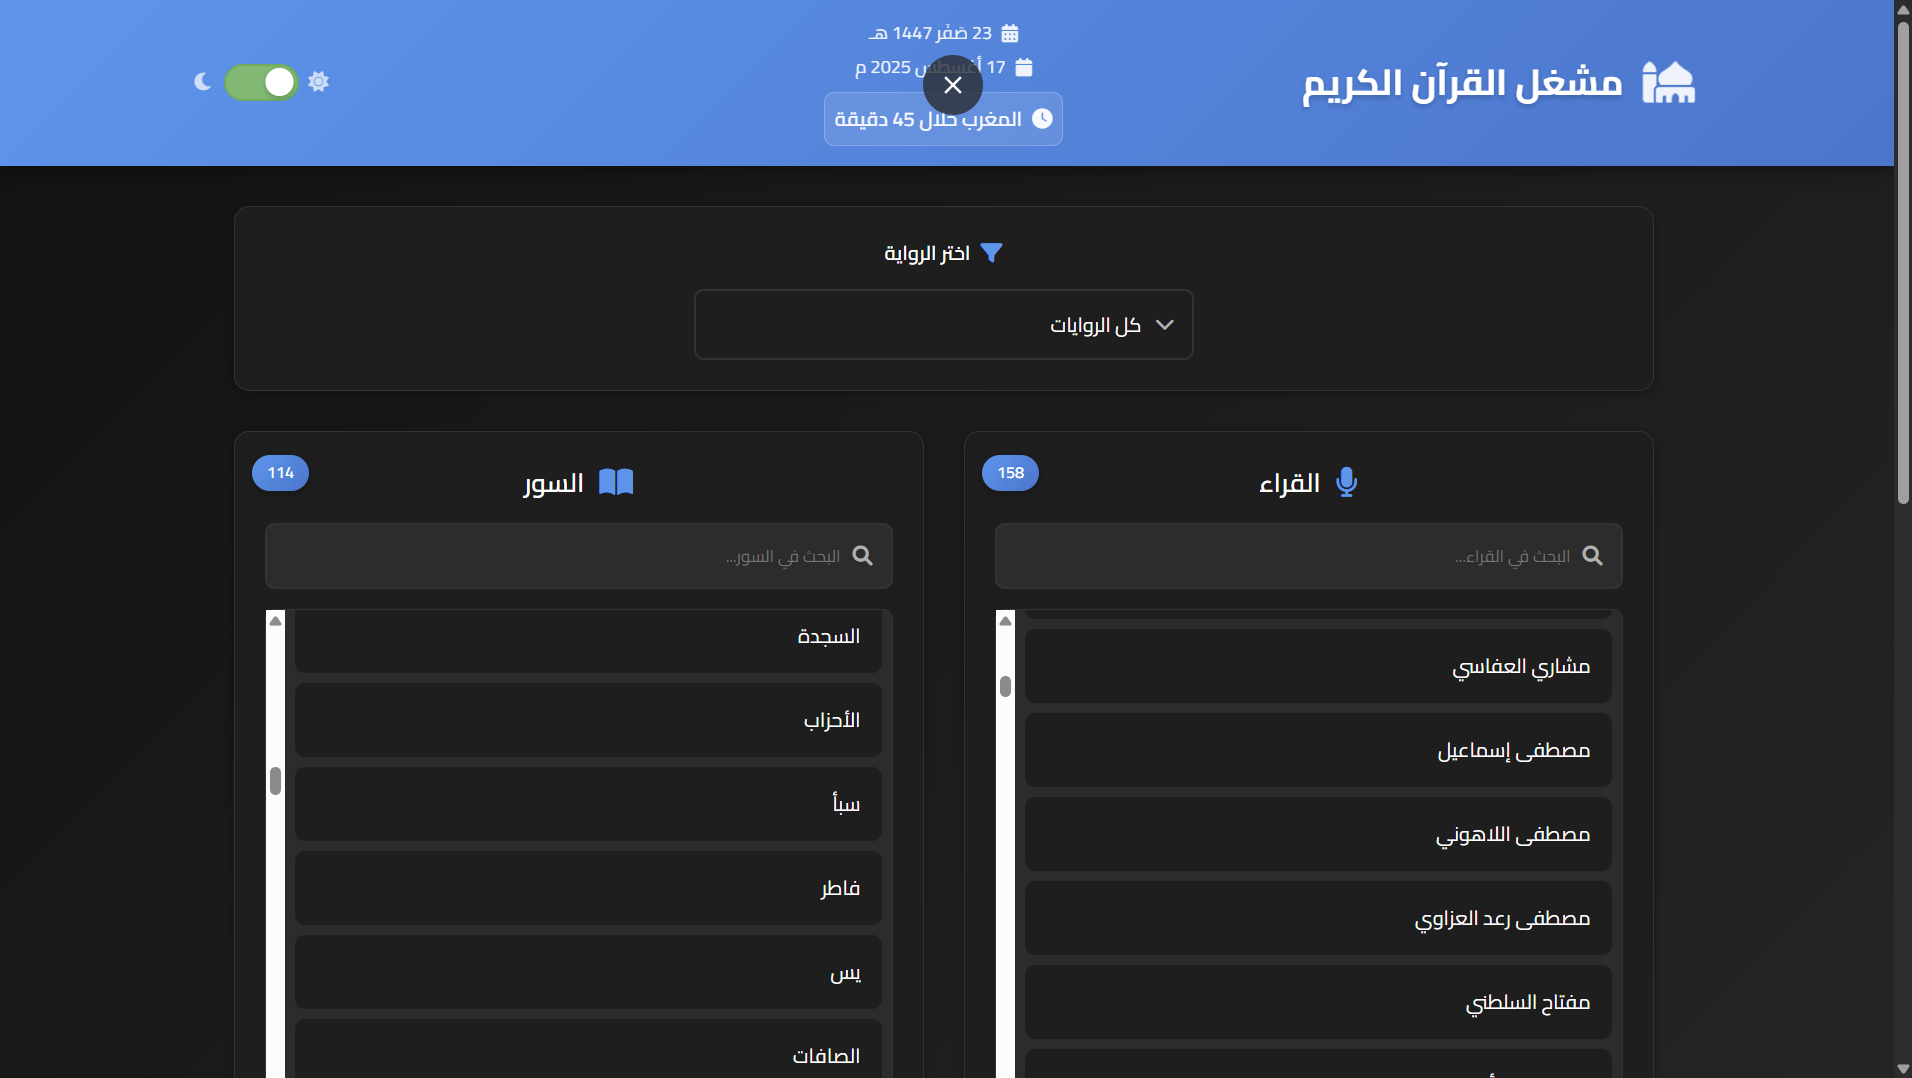 مشغل القرآن الكريم
23 صَفَر 1447 هـ
17 أغسطس 2025 م
المغرب خلال 45 دقيقة
اختر الرواية
كل الروايات
القراء
158
البحث في القراء...
مشاري العفاسي
مصطفى إسماعيل
مصطفى اللاهوني
مصطفى رعد العزاوي
مفتاح السلطني
السور
114
البحث في السور...
السجدة
الأحزاب
سبأ
فاطر
يس
الصافات